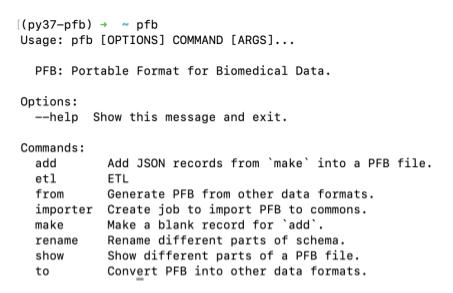 (py37-pfb) ➜  ~ pfb
Usage: pfb [OPTIONS] COMMAND [ARGS]...
PFB: Portable Format for Biomedical Data.
Options:
--help  Show this message and exit.
Commands:
add       Add JSON records from `make` into a PFB file.
etl       ETL
from      Generate PFB from other data formats.
importer  Create job to import PFB to commons.
make      Make a blank record for `add`.
rename    Rename different parts of schema.
show      Show different parts of a PFB file.
to        Convert PFB into other data formats.